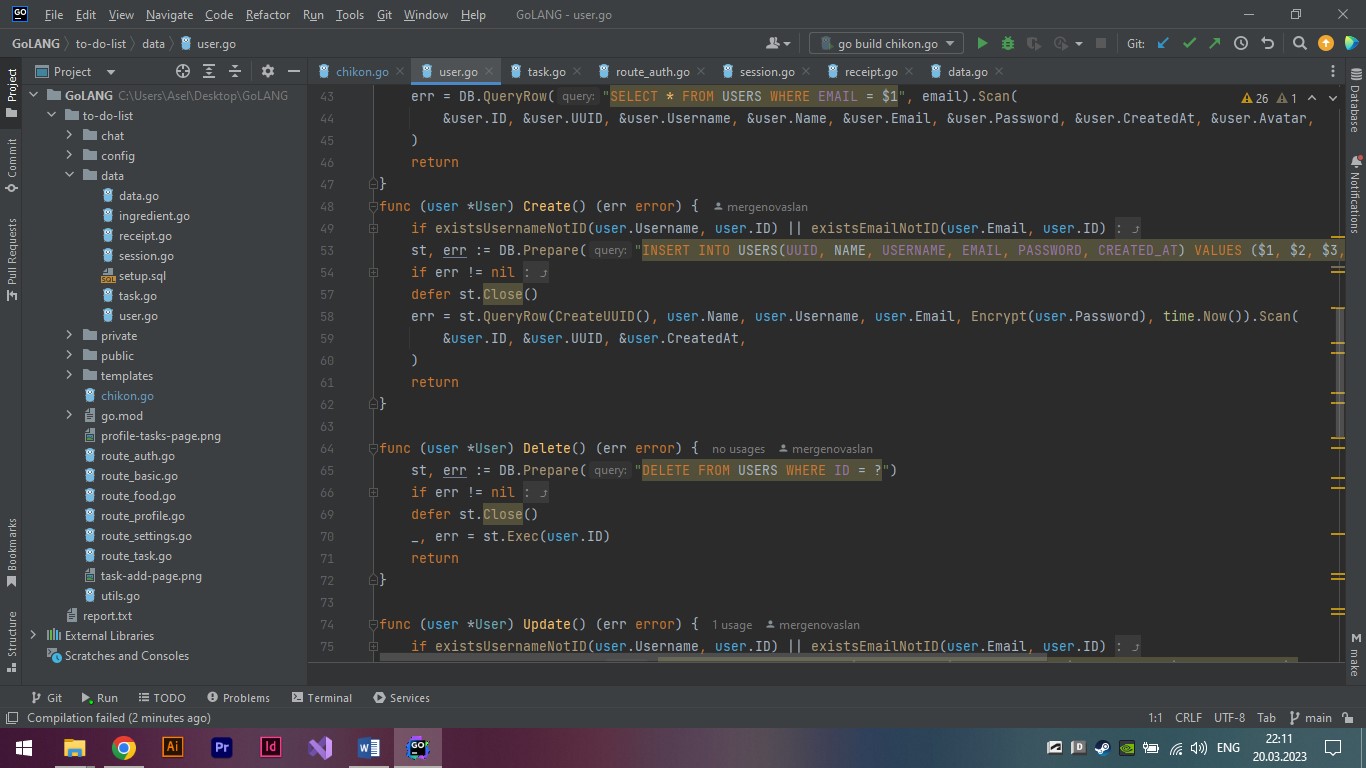 File Edit View Navigate Code Refactor Run Tools Git Window Help GoLANG - user.go
GoLANG to-do-list data user.go go build chikon.go Git:
Project chikon.go user.go task.go route_auth.go session.go receipt.go data.go
Project
Commit
Pull Requests
Bookmarks
Structure
GoLANG C:\Users\Asel\Desktop\GoLANG
to-do-list
chat
config
data
data.go
ingredient.go
receipt.go
session.go
setup.sql
task.go
user.go
private
public
templates
chikon.go
go.mod
profile-tasks-page.png
route_auth.go
route_basic.go
route_food.go
route_profile.go
route_settings.go
route_task.go
task-add-page.png
utils.go
report.txt
External Libraries
Scratches and Consoles
43 err = DB.QueryRow( query: "SELECT * FROM USERS WHERE EMAIL = $1", email).Scan( 26 1
44 &user.ID, &user.UUID, &user.Username, &user.Name, &user.Email, &user.Password, &user.CreatedAt, &user.Avatar,
45 )
46 return
47 }
48 func (user *User) Create() (err error) { mergenovaslan
49 if existsUsernameNotID(user.Username, user.ID) || existsEmailNotID(user.Email, user.ID) :
53 st, err := DB.Prepare( query: "INSERT INTO USERS(UUID, NAME, USERNAME, EMAIL, PASSWORD, CREATED_AT) VALUES ($1, $2, $3,
54 if err != nil :
57 defer st.Close()
58 err = st.QueryRow(CreateUUID(), user.Name, user.Username, user.Email, Encrypt(user.Password), time.Now()).Scan(
59 &user.ID, &user.UUID, &user.CreatedAt,
60 )
61 return
62 }
63
64 func (user *User) Delete() (err error) { no usages mergenovaslan
65 st, err := DB.Prepare( query: "DELETE FROM USERS WHERE ID = ?")
66 if err != nil :
69 defer st.Close()
70 _, err = st.Exec(user.ID)
71 return
72 }
73
74 func (user *User) Update() (err error) { 1 usage mergenovaslan
75 if existsUsernameNotID(user.Username, user.ID) || existsEmailNotID(user.Email, user.ID) :
Database
Notifications
M make
Git Run TODO Problems Terminal Services
Compilation failed (2 minutes ago) 1:1 CRLF UTF-8 Tab main
ENG 22:11
20.03.2023